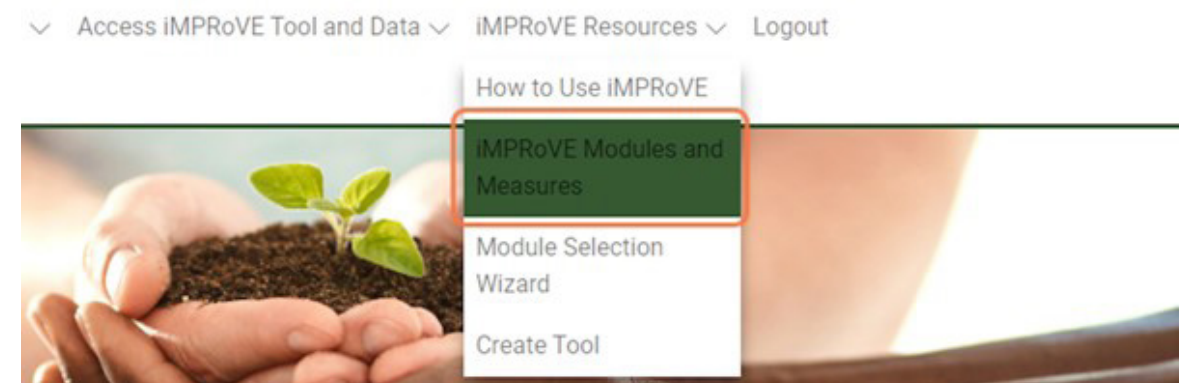 Access iMPRoVE Tool and Data iMPRoVE Resources Logout
How to Use iMPRoVE
iMPRoVE Modules and
Measures
Module Selection
Wizard
Create Tool